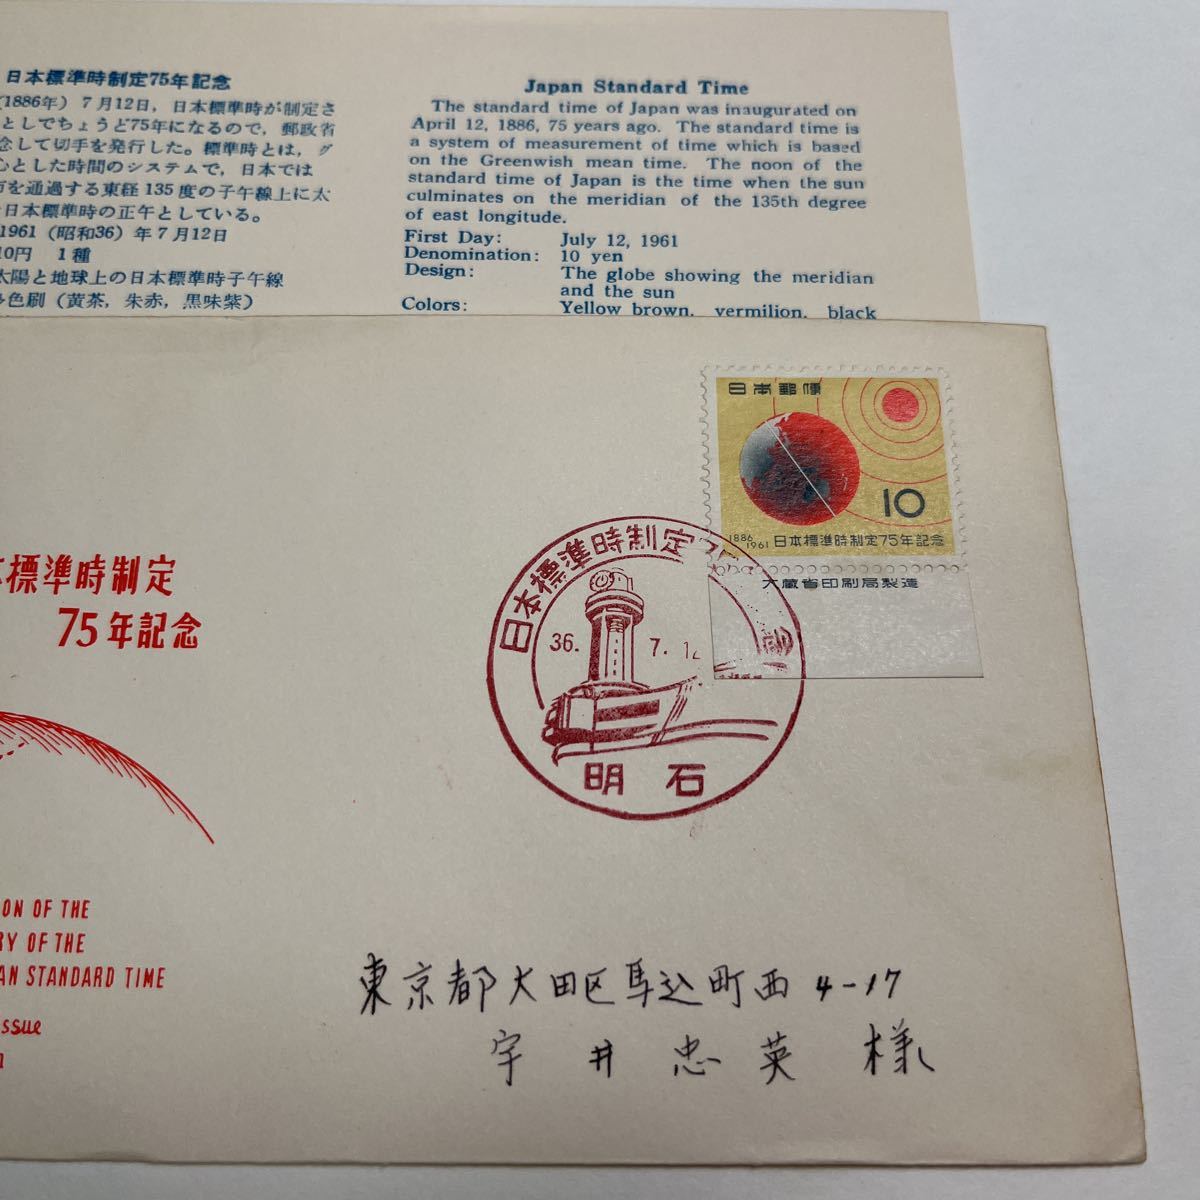 日本標準時制定75年記念
(1886年) 7月12日, 日本標準時が制定さ
としでちょうど75年になるので, 郵政省
念して切手を発行した。標準時とは, グ
心とした時間のシステムで, 日本では
市を通過する東経135度の子午線上に太
日本標準時の正午としている。
1961 (昭和36) 年7月12日
10円 1種
太陽と地球上の日本標準時子午線
色刷 (黄茶, 朱赤, 黒味紫)
Japan Standard Time
The standard time of Japan was inaugurated on
April 12, 1886, 75 years ago. The standard time is
a system of measurement of time which is based
on the Greenwish mean time. The noon of the
standard time of Japan is the time when the sun
culminates on the meridian of the 135th degree
of east longitude.
First Day: July 12, 1961
Denomination: 10 yen
Design: The globe showing the meridian
and the sun
Colors: Yellow brown, vermilion, black
日本郵便
10
1886
1961 日本標準時制定75年記念
大蔵省印刷局製造
日本標準時制定
36. 7. 12
明石
本標準時制定
75年記念
ON OF THE
RY OF THE
AN STANDARD TIME
issue
東京都大田区馬込町西4-17
宇井忠英様